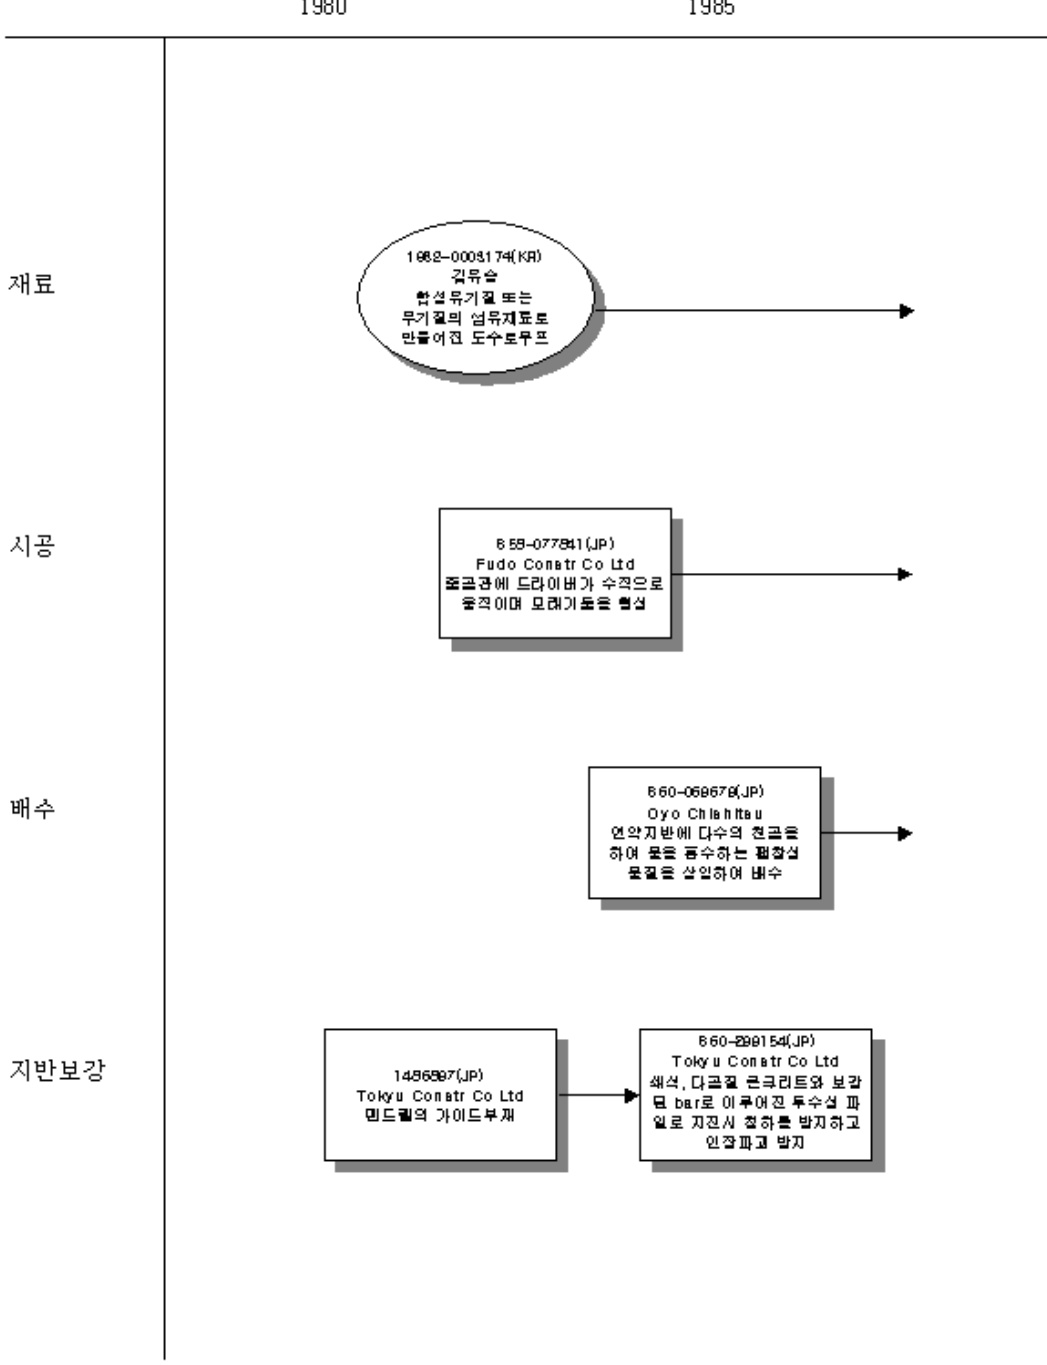 1980
1985
재료
1982-0003174(KR)
김유승
합성유기질 또는
무기질의 섬유재료로
만들어진 도수로우프
시공
S58-077841(JP)
Fudo Constr Co Ltd
중공관에 드라이버가 수직으로
움직이며 모래기둥을 형성
배수
S60-059679(JP)
Oyo Chishitsu
연약지반에 다수의 천공을
하여 물을 흡수하는 팽창성
물질을 삽입하여 배수
지반보강
1486897(JP)
Tokyu Constr Co Ltd
멘드렐의 가이드부재
S60-299154(JP)
Tokyu Constr Co Ltd
쇄석, 다공질 콘크리트와 보강
된 bar로 이루어진 투수성 파
일로 지진시 침하를 방지하고
인장파괴 방지